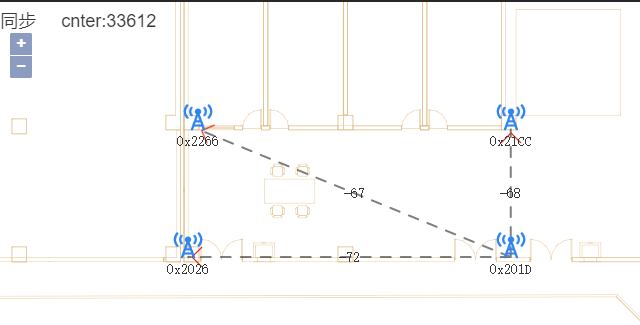 同步 cnter:33612
+
−
0x2266
0x21CC
-67
-68
-72
0x2026
0x201D